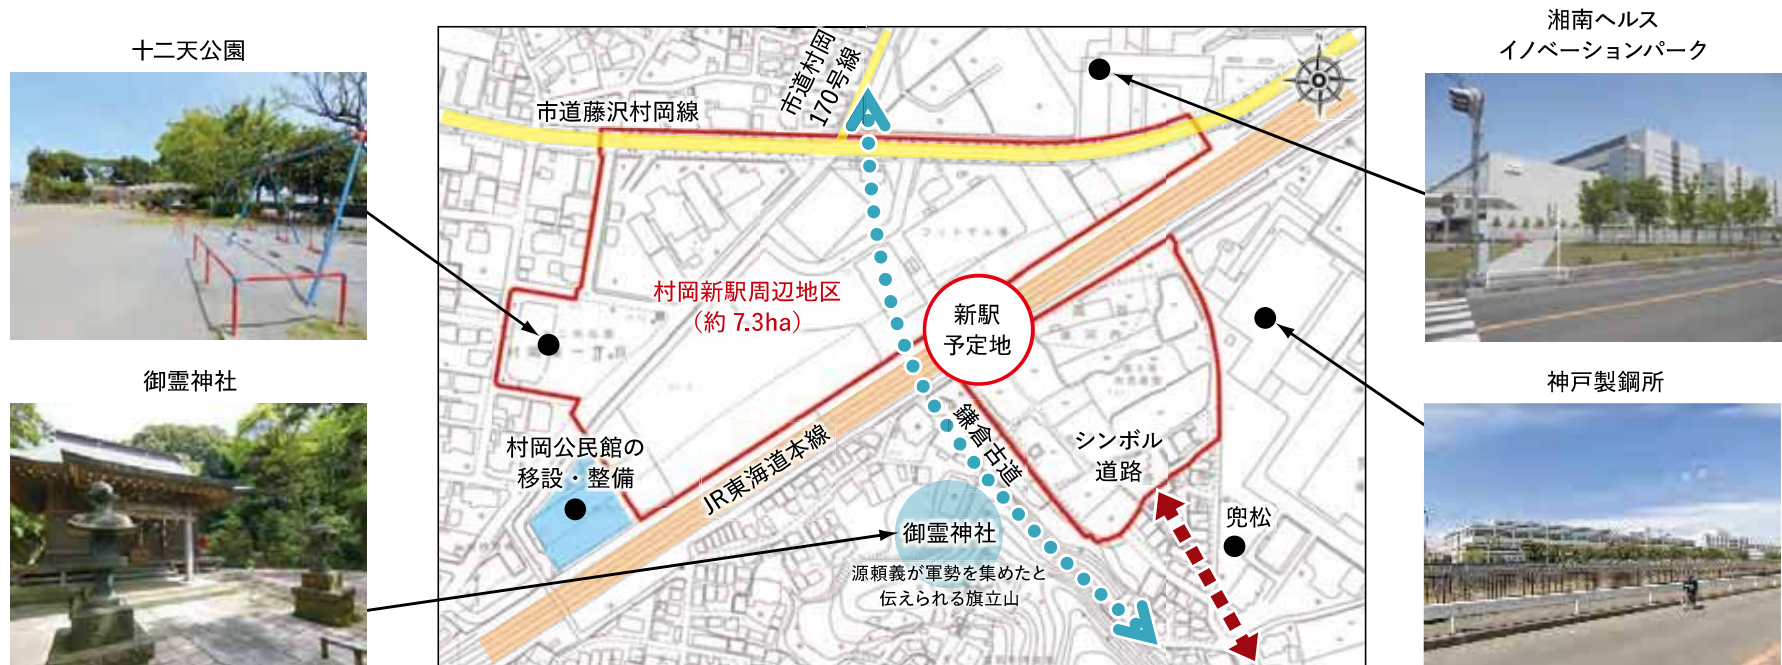 十二天公園
御霊神社
市道藤沢村岡線
市道村岡
170号線
村岡新駅周辺地区
（約 7.3ha）
新駅
予定地
村岡公民館の
移設・整備
JR東海道本線
鎌倉古道
シンボル
道路
兜松
御霊神社
源頼義が軍勢を集めたと
伝えられる旗立山
湘南ヘルス
イノベーションパーク
神戸製鋼所